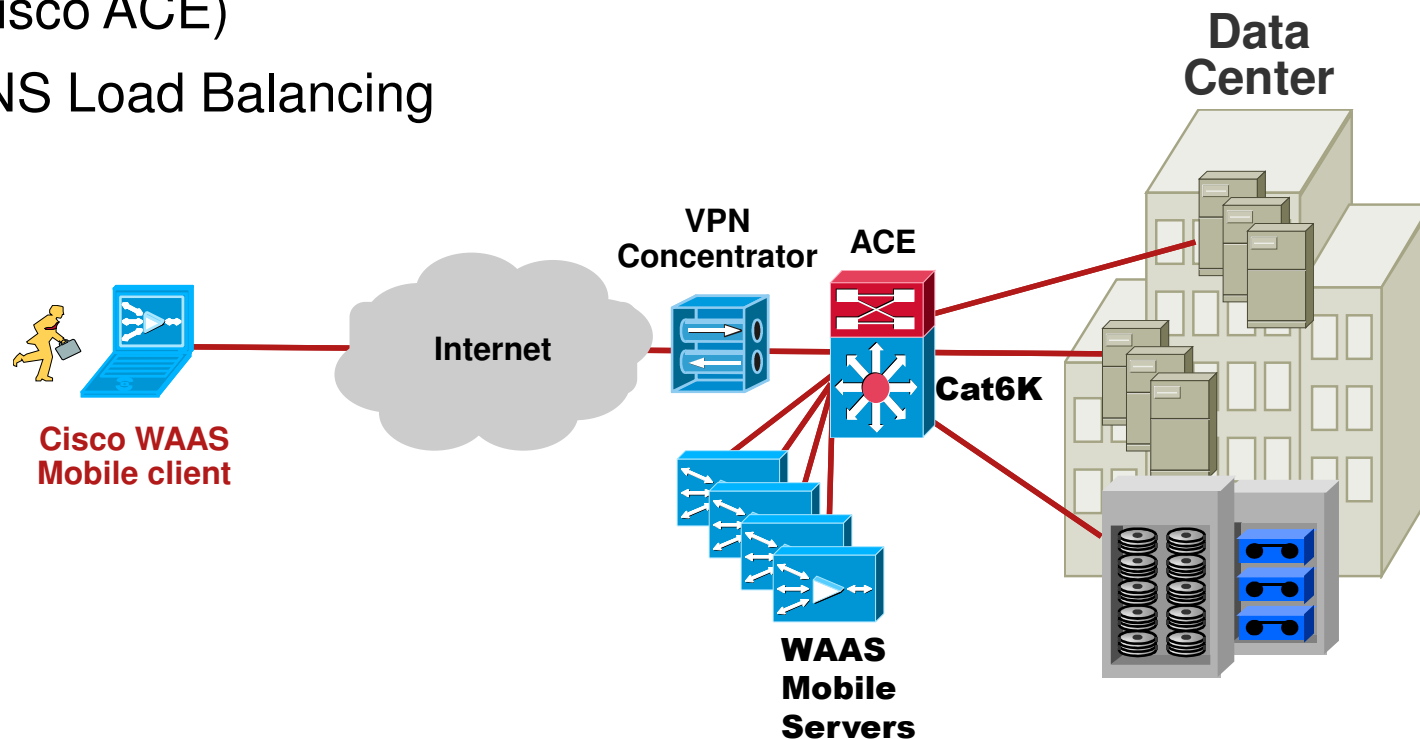 isco ACE)
NS Load Balancing
Data
Center
VPN
Concentrator
ACE
Internet
Cat6K
Cisco WAAS
Mobile client
WAAS
Mobile
Servers